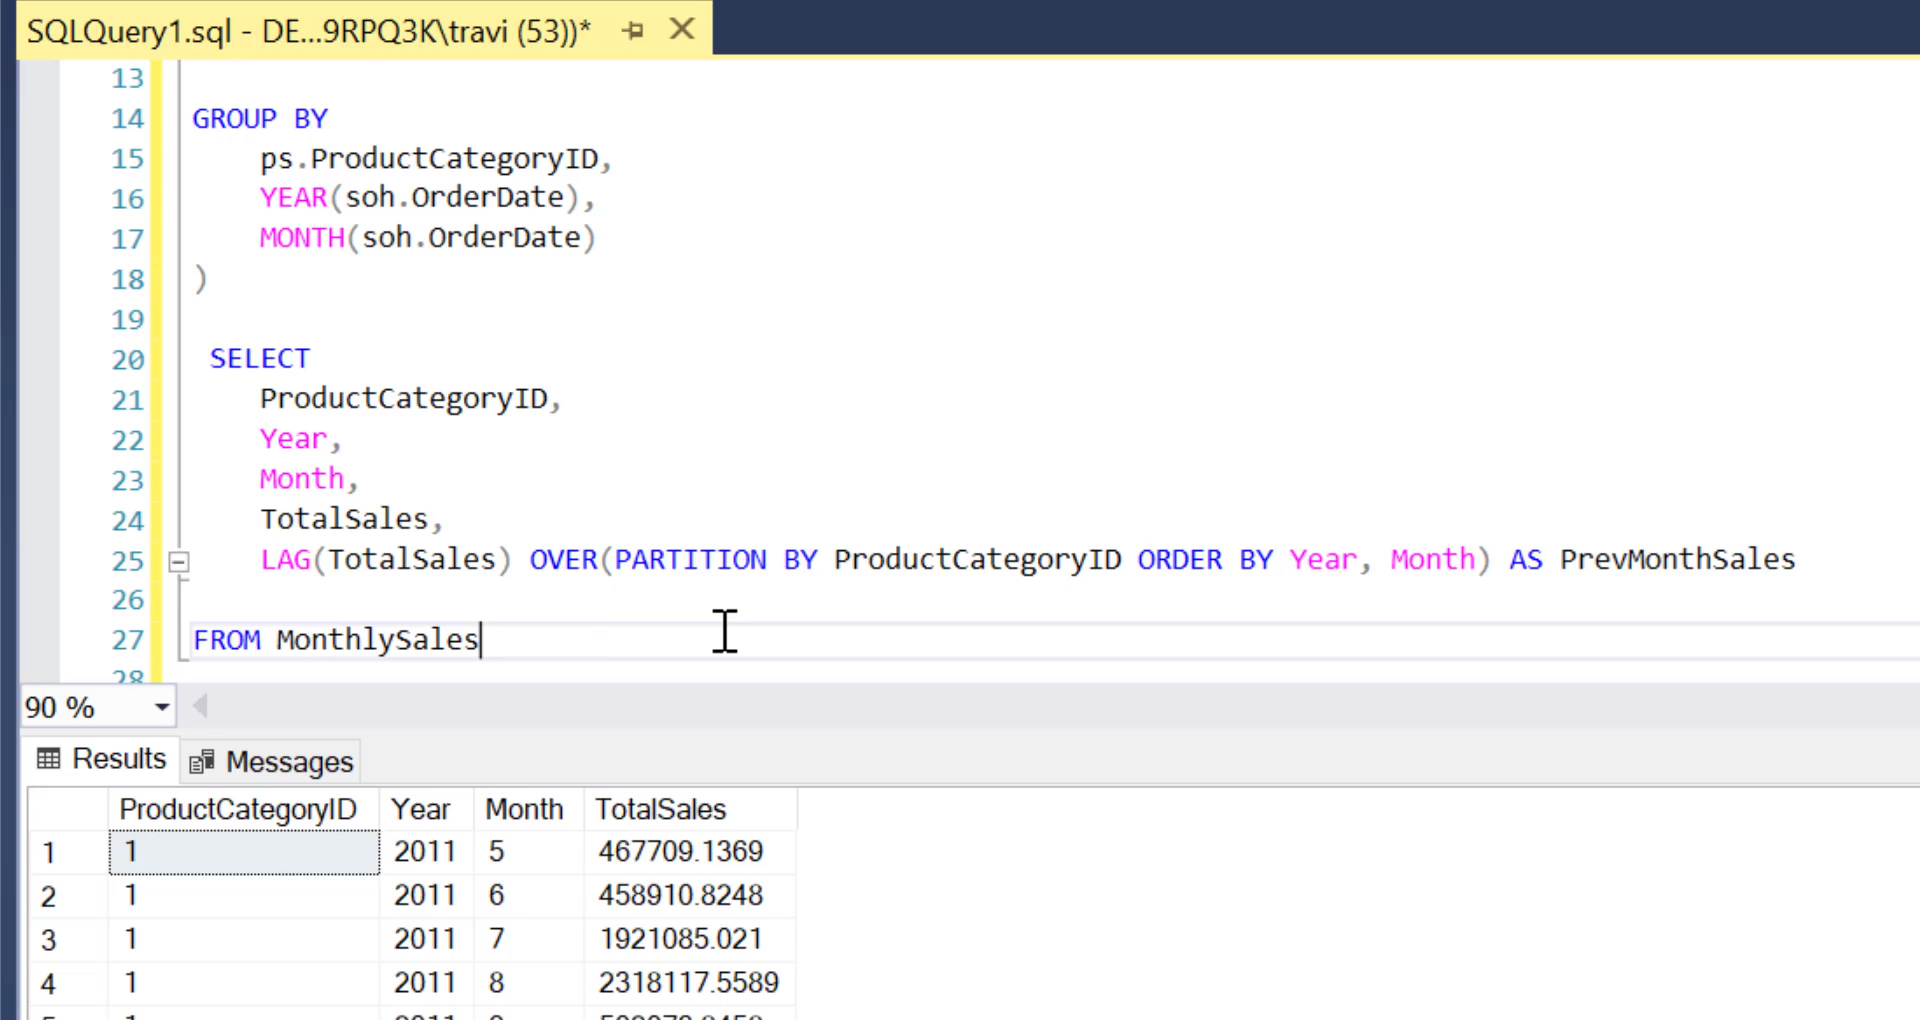 SQLQuery1.sql - DE...9RPQ3K\travi (53))*
13
14 GROUP BY
15 ps.ProductCategoryID,
16 YEAR(soh.OrderDate),
17 MONTH(soh.OrderDate)
18 )
19
20 SELECT
21 ProductCategoryID,
22 Year,
23 Month,
24 TotalSales,
25 LAG(TotalSales) OVER(PARTITION BY ProductCategoryID ORDER BY Year, Month) AS PrevMonthSales
26
27 FROM MonthlySales
28
90 %
Results Messages
ProductCategoryID Year Month TotalSales
1 1 2011 5 467709.1369
2 1 2011 6 458910.8248
3 1 2011 7 1921085.021
4 1 2011 8 2318117.5589